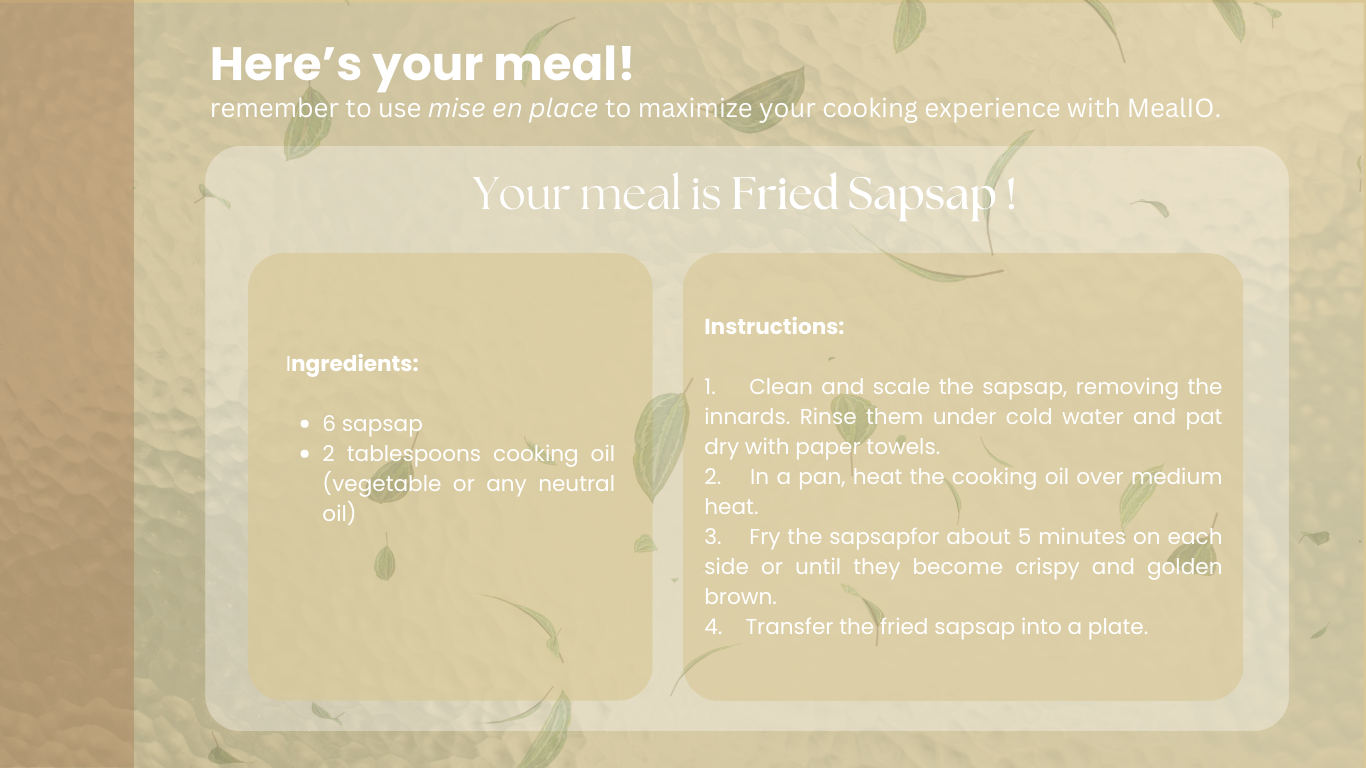 Here’s your meal!
remember to use mise en place to maximize your cooking experience with MealIO.
Your meal is Fried Sapsap !
Ingredients:
• 6 sapsap
• 2 tablespoons cooking oil
(vegetable or any neutral
oil)
Instructions:
1. Clean and scale the sapsap, removing the
innards. Rinse them under cold water and pat
dry with paper towels.
2. In a pan, heat the cooking oil over medium
heat.
3. Fry the sapsapfor about 5 minutes on each
side or until they become crispy and golden
brown.
4. Transfer the fried sapsap into a plate.